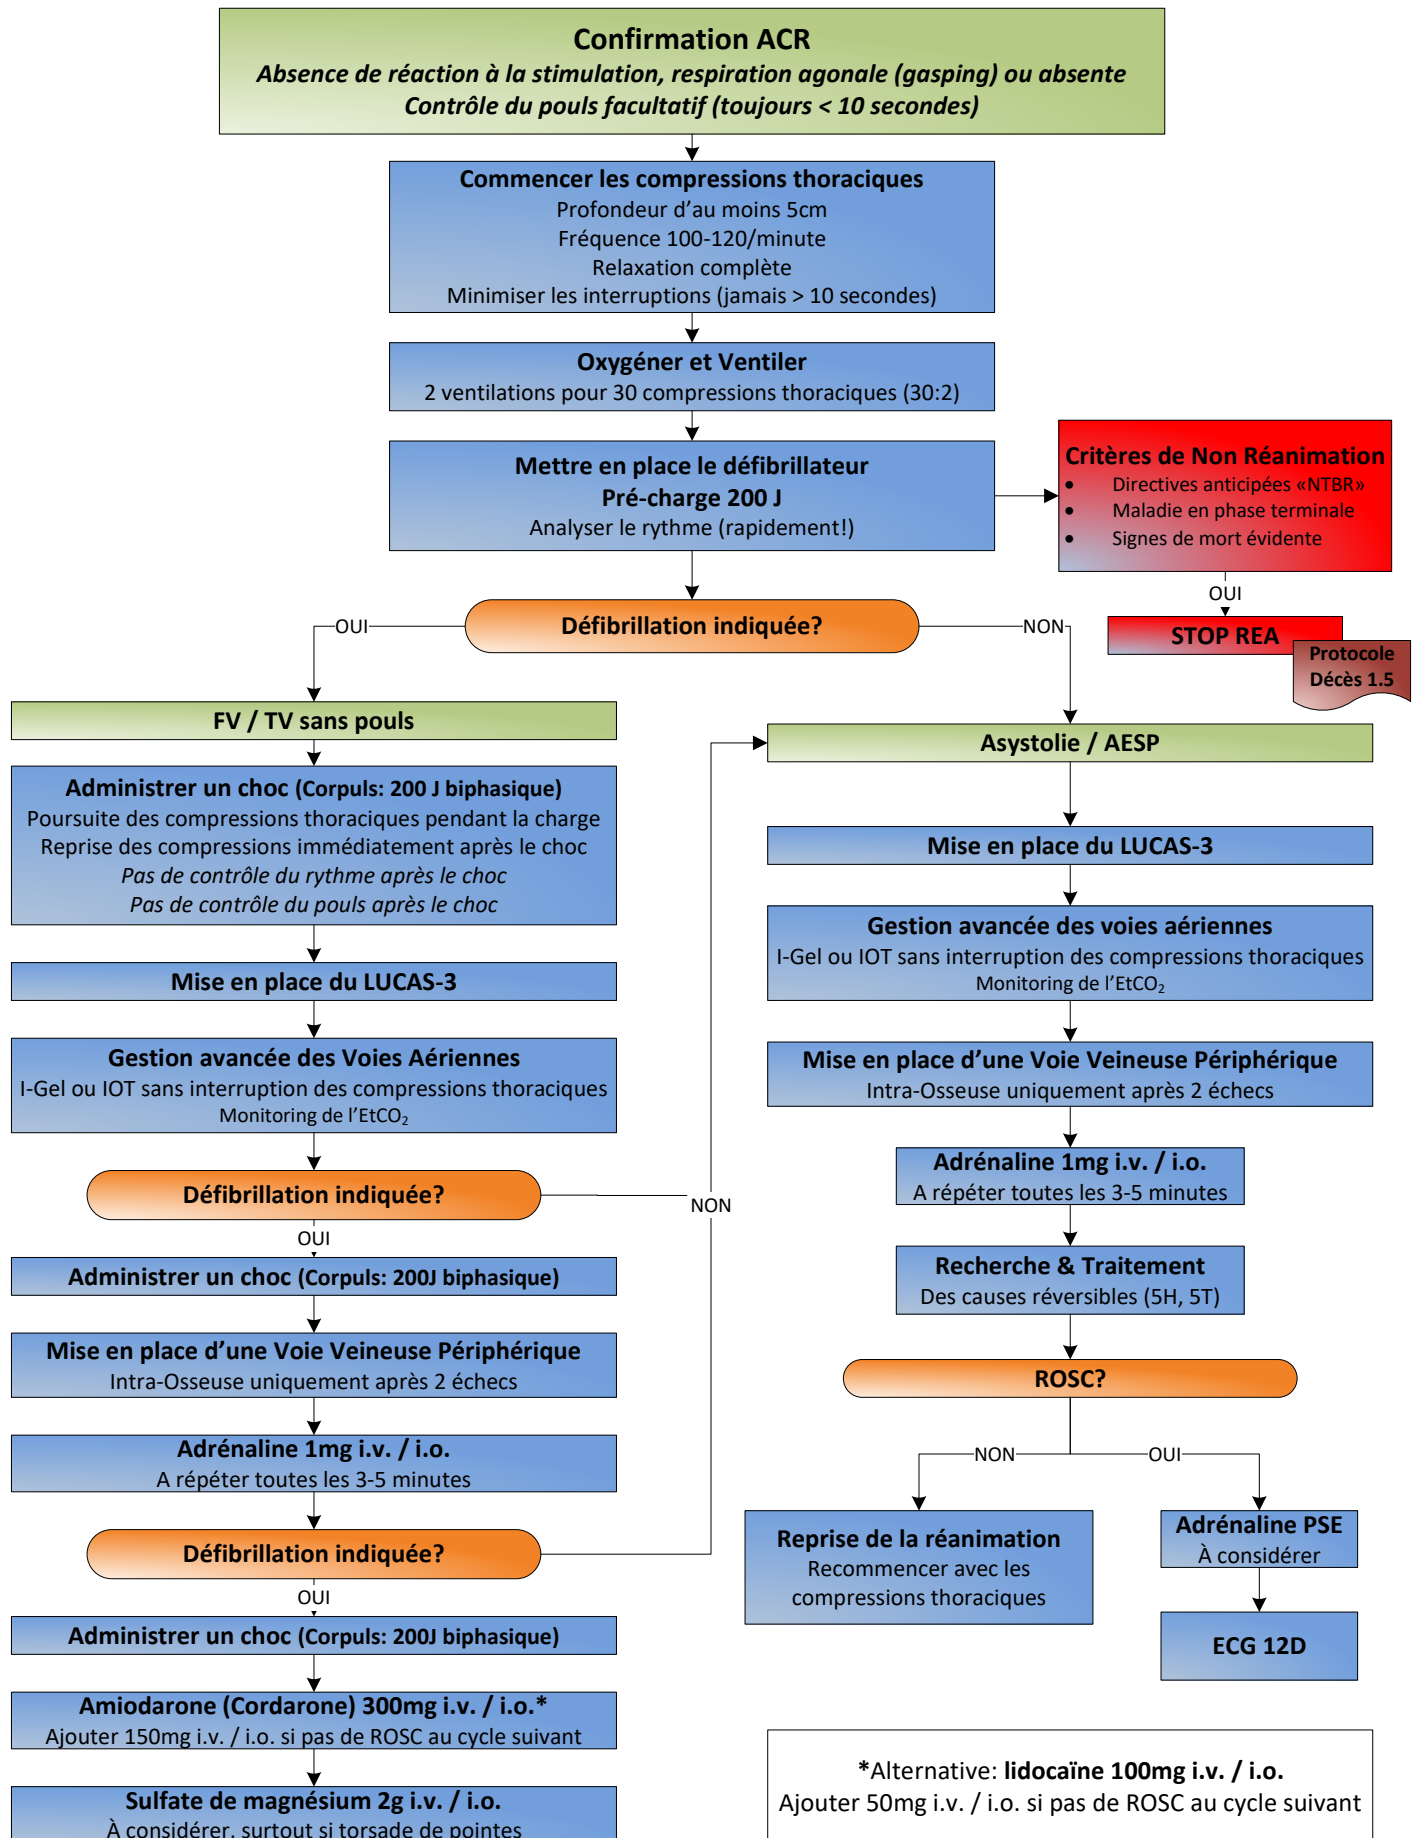 Confirmation ACR
Absence de réaction à la stimulation, respiration agonale (gasping) ou absente
Contrôle du pouls facultatif (toujours < 10 secondes)
Commencer les compressions thoraciques
Profondeur d'au moins 5cm
Fréquence 100-120/minute
Relaxation complète
Minimiser les interruptions (jamais > 10 secondes)
Oxygéner et Ventiler
2 ventilations pour 30 compressions thoraciques (30:2)
Mettre en place le défibrillateur
Pré-charge 200 J
Analyser le rythme (rapidement!)
Critères de Non Réanimation
• Directives anticipées «NTBR»
• Maladie en phase terminale
• Signes de mort évidente
OUI
STOP REA
Protocole
Décès 1.5
Défibrillation indiquée?
OUI
NON
FV / TV sans pouls
Administrer un choc (Corpuls: 200 J biphasique)
Poursuite des compressions thoraciques pendant la charge
Reprise des compressions immédiatement après le choc
Pas de contrôle du rythme après le choc
Pas de contrôle du pouls après le choc
Mise en place du LUCAS-3
Gestion avancée des Voies Aériennes
I-Gel ou IOT sans interruption des compressions thoraciques
Monitoring de l'EtCO₂
Défibrillation indiquée?
NON
OUI
Administrer un choc (Corpuls: 200J biphasique)
Mise en place d'une Voie Veineuse Périphérique
Intra-Osseuse uniquement après 2 échecs
Adrénaline 1mg i.v. / i.o.
A répéter toutes les 3-5 minutes
Défibrillation indiquée?
OUI
Administrer un choc (Corpuls: 200J biphasique)
Amiodarone (Cordarone) 300mg i.v. / i.o.*
Ajouter 150mg i.v. / i.o. si pas de ROSC au cycle suivant
Sulfate de magnésium 2g i.v. / i.o.
À considérer, surtout si torsade de pointes
Asystolie / AESP
Mise en place du LUCAS-3
Gestion avancée des voies aériennes
I-Gel ou IOT sans interruption des compressions thoraciques
Monitoring de l'EtCO₂
Mise en place d'une Voie Veineuse Périphérique
Intra-Osseuse uniquement après 2 échecs
Adrénaline 1mg i.v. / i.o.
A répéter toutes les 3-5 minutes
Recherche & Traitement
Des causes réversibles (5H, 5T)
ROSC?
NON
OUI
Reprise de la réanimation
Recommencer avec les
compressions thoraciques
Adrénaline PSE
À considérer
ECG 12D
*Alternative: lidocaïne 100mg i.v. / i.o.
Ajouter 50mg i.v. / i.o. si pas de ROSC au cycle suivant